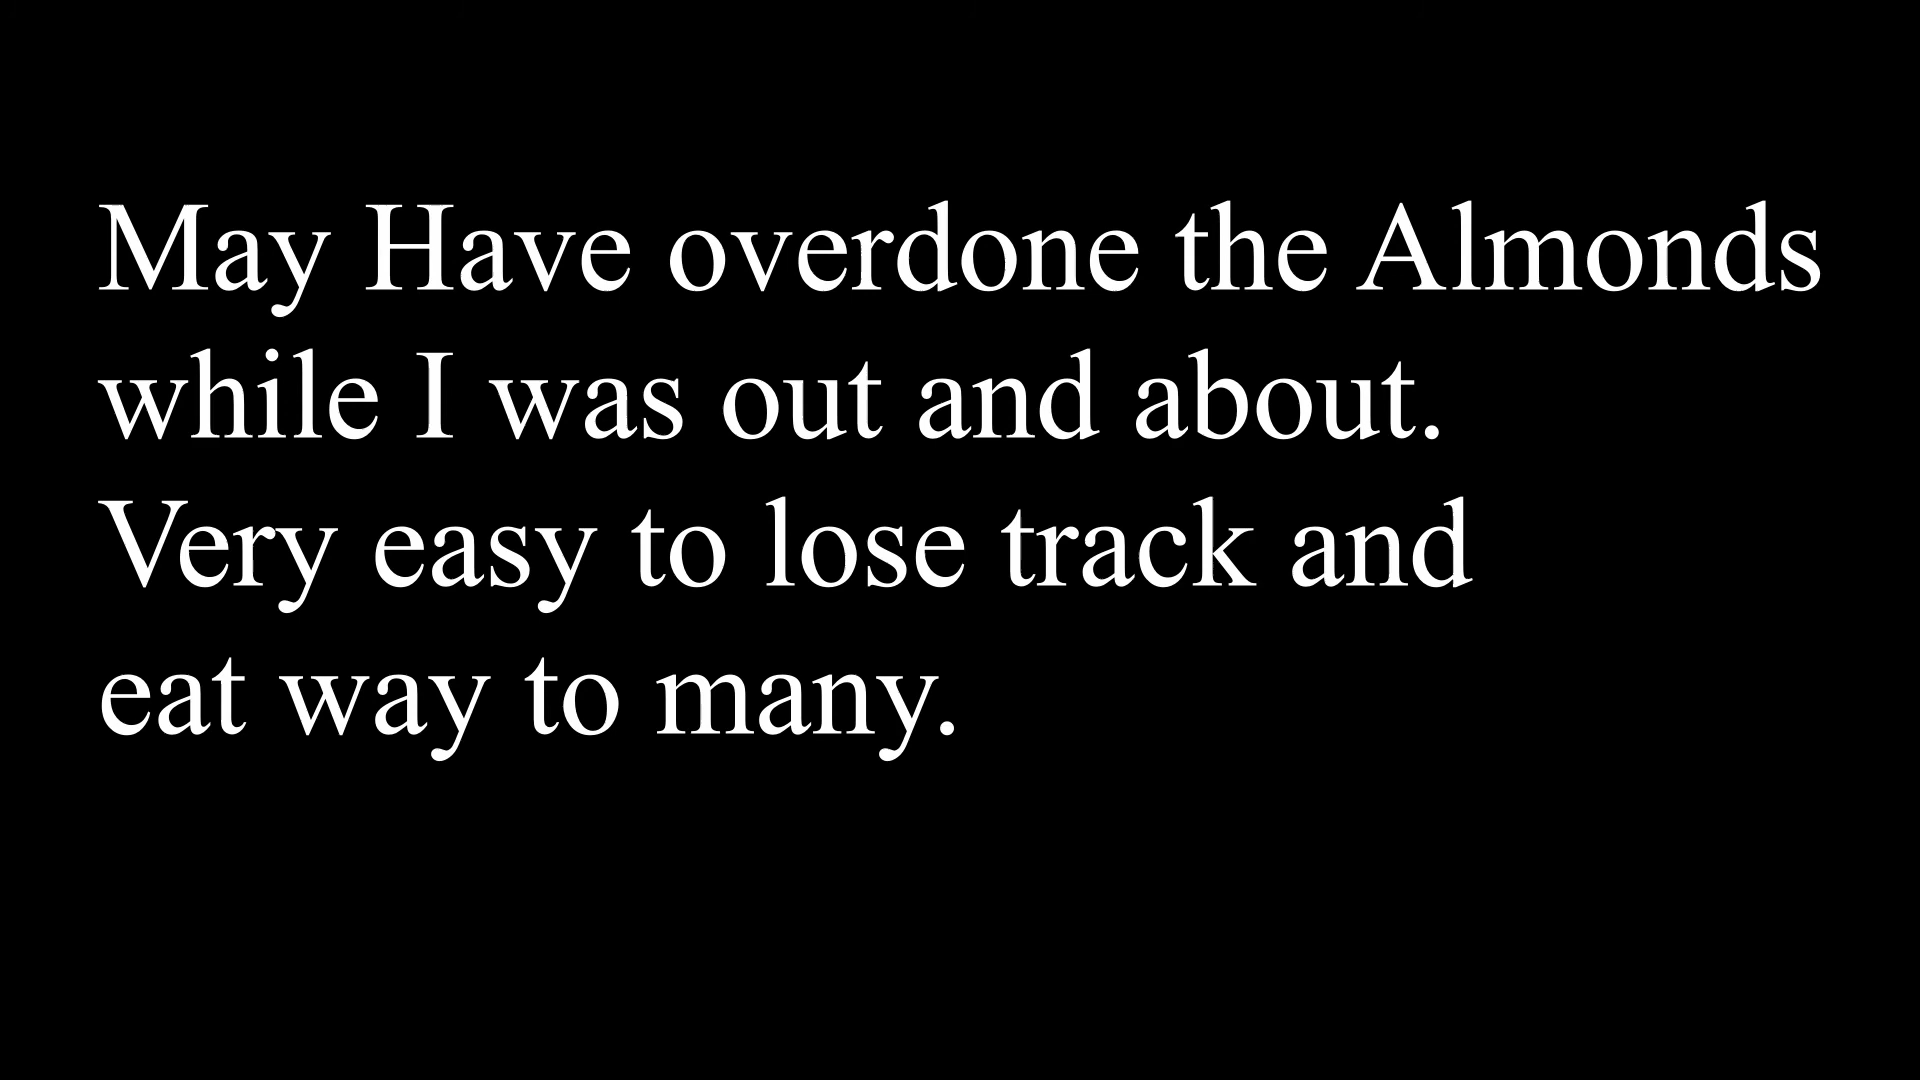 May Have overdone the Almonds
while I was out and about.
Very easy to lose track and
eat way to many.